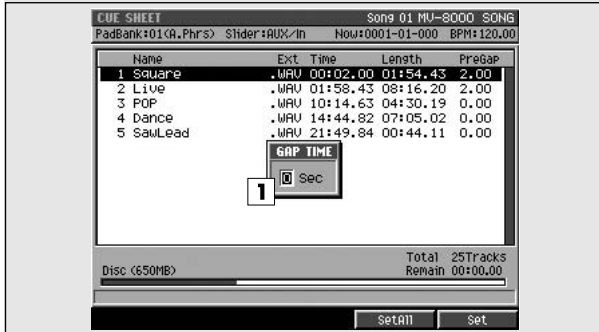 CUE SHEET Song 01 MV-8000 SONG
PadBank:01(A.Phrs) Slider:AUX/In Now:0001-01-000 BPM:120.00
Name Ext Time Length PreGap
1 Square .WAV 00:02.00 01:54.43 2.00
2 Live .WAV 01:58.43 08:16.20 2.00
3 POP .WAV 10:14.63 04:30.19 0.00
4 Dance .WAV 14:44.82 07:05.02 0.00
5 SawLead .WAV 21:49.84 00:44.11 0.00
GAP TIME
0 Sec
1
Total 25Tracks
Disc (650MB) Remain 00:00.00
SetAll Set